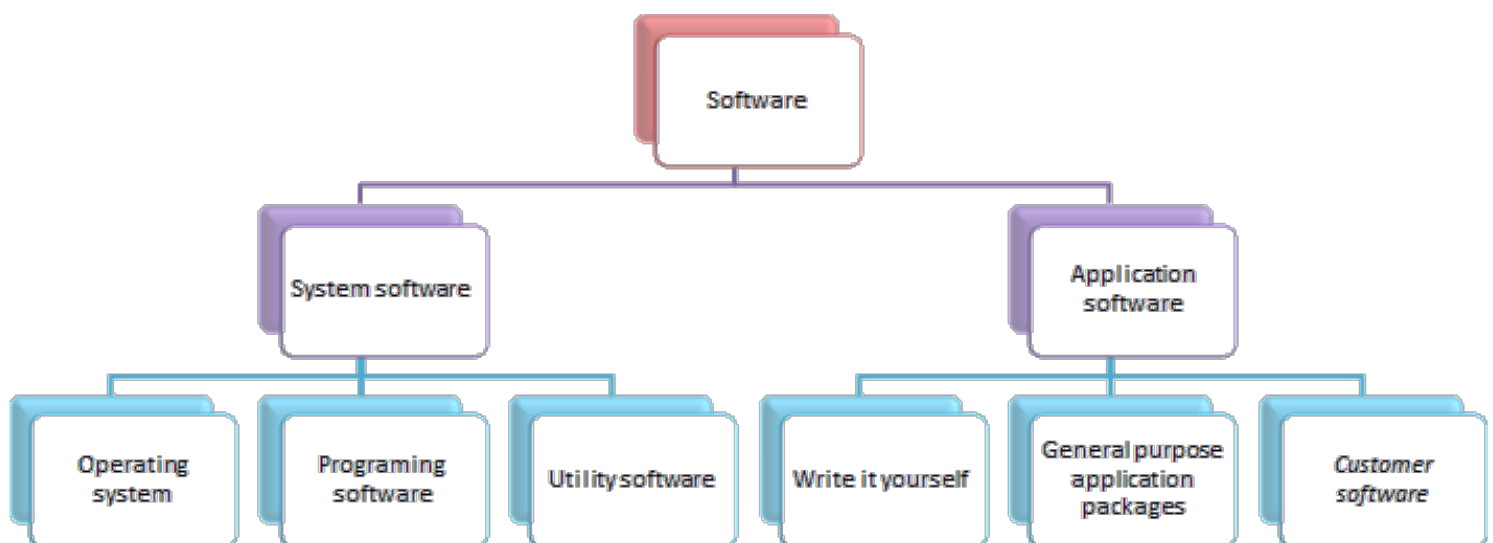 Software
System software
Application
software
Operating
system
Programing
software
Utility software
Write it yourself
General purpose
application
packages
Customer
software